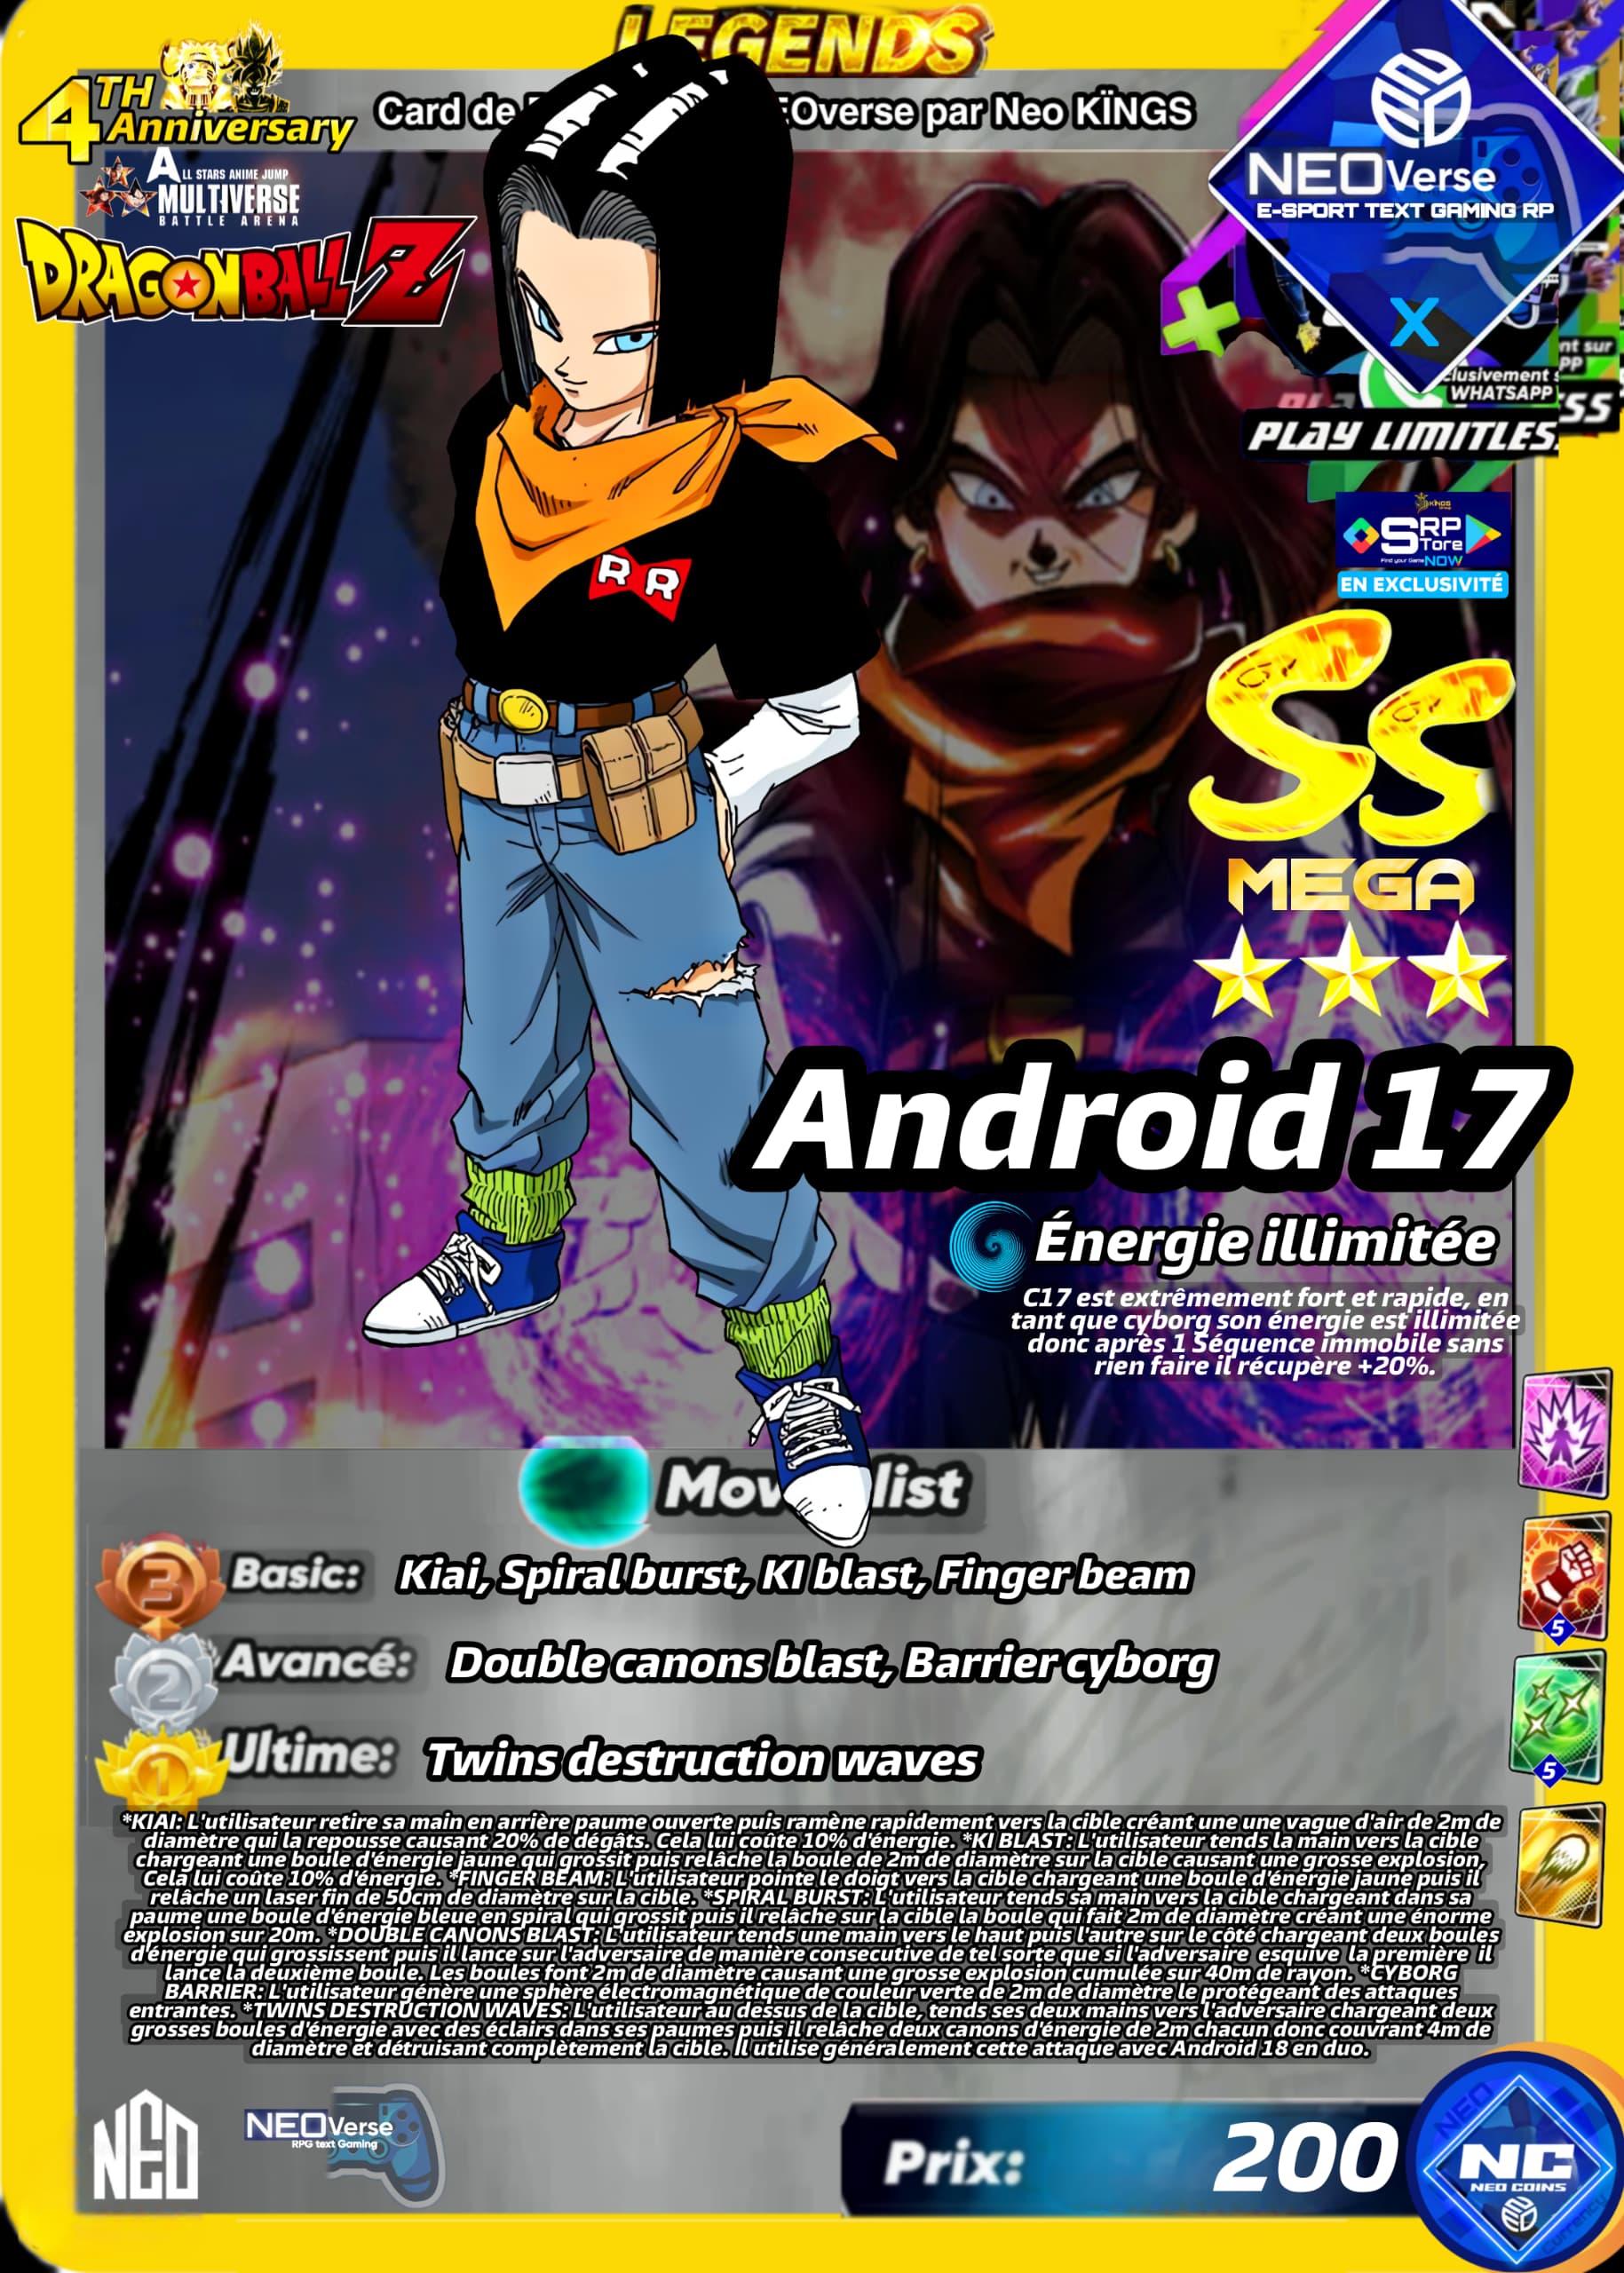 LEGENDS
4TH
Anniversary
Card de
EOverse par Neo KÏNGS
ALL STARS ANIME JUMP
MULTIVERSE
BATTLE ARENA
DRAGONBALL Z
NEOVerse
E-SPORT TEXT GAMING RP
X
nt sur
PP
clusivement
WHATSAPP
SS
PLAY LIMITLES
KÏNGS
SRP
Tore
Find your Game NOW
EN EXCLUSIVITÉ
RR
SS
MEGA
Android 17
Énergie illimitée
C17 est extrêmement fort et rapide, en
tant que cyborg son énergie est illimitée
donc après 1 Séquence immobile sans
rien faire il récupère +20%.
Mov list
3 Basic: Kiai, Spiral burst, KI blast, Finger beam
5
2 Avancé: Double canons blast, Barrier cyborg
1 Ultime: Twins destruction waves
5
*KIAI: L'utilisateur retire sa main en arrière paume ouverte puis ramène rapidement vers la cible créant une une vague d'air de 2m de
diamètre qui la repousse causant 20% de dégâts. Cela lui coûte 10% d'énergie. *KI BLAST: L'utilisateur tends la main vers la cible
chargeant une boule d'énergie jaune qui grossit puis relâche la boule de 2m de diamètre sur la cible causant une grosse explosion,
Cela lui coûte 10% d'énergie. *FINGER BEAM: L'utilisateur pointe le doigt vers la cible chargeant une boule d'énergie jaune puis il
relâche un laser fin de 50cm de diamètre sur la cible. *SPIRAL BURST: L'utilisateur tends sa main vers la cible chargeant dans sa
paume une boule d'énergie bleue en spiral qui grossit puis il relâche sur la cible la boule qui fait 2m de diamètre créant une énorme
explosion sur 20m. *DOUBLE CANONS BLAST: L'utilisateur tends une main vers le haut puis l'autre sur le côté chargeant deux boules
d'énergie qui grossissent puis il lance sur l'adversaire de manière consecutive de tel sorte que si l'adversaire esquive la première il
lance la deuxième boule. Les boules font 2m de diamètre causant une grosse explosion cumulée sur 40m de rayon. *CYBORG
BARRIER: L'utilisateur génère une sphère électromagnétique de couleur verte de 2m de diamètre le protégeant des attaques
entrantes. *TWINS DESTRUCTION WAVES: L'utilisateur au dessus de la cible, tends ses deux mains vers l'adversaire chargeant deux
grosses boules d'énergie avec des éclairs dans ses paumes puis il relâche deux canons d'énergie de 2m chacun donc couvrant 4m de
diamètre et détruisant complètement la cible. Il utilise généralement cette attaque avec Android 18 en duo.
NEO
NEOVerse
RPG text Gaming
Prix: 200
NC
NEO COINS